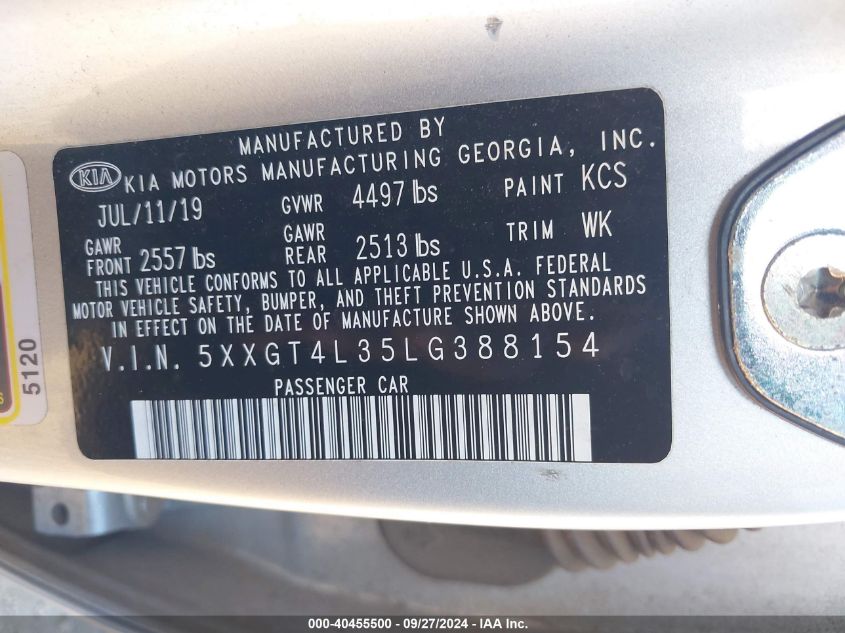 MANUFACTURED BY
KIA KIA MOTORS MANUFACTURING GEORGIA, INC.
JUL/11/19 GVWR 4497 lbs PAINT KCS
GAWR FRONT 2557 lbs GAWR REAR 2513 lbs TRIM WK
THIS VEHICLE CONFORMS TO ALL APPLICABLE U.S.A. FEDERAL
MOTOR VEHICLE SAFETY, BUMPER, AND THEFT PREVENTION STANDARDS
IN EFFECT ON THE DATE OF MANUFACTURE SHOWN ABOVE.
V.I.N. 5XXGT4L35LG388154
PASSENGER CAR
5120
000-40455500 - 09/27/2024 - IAA Inc.